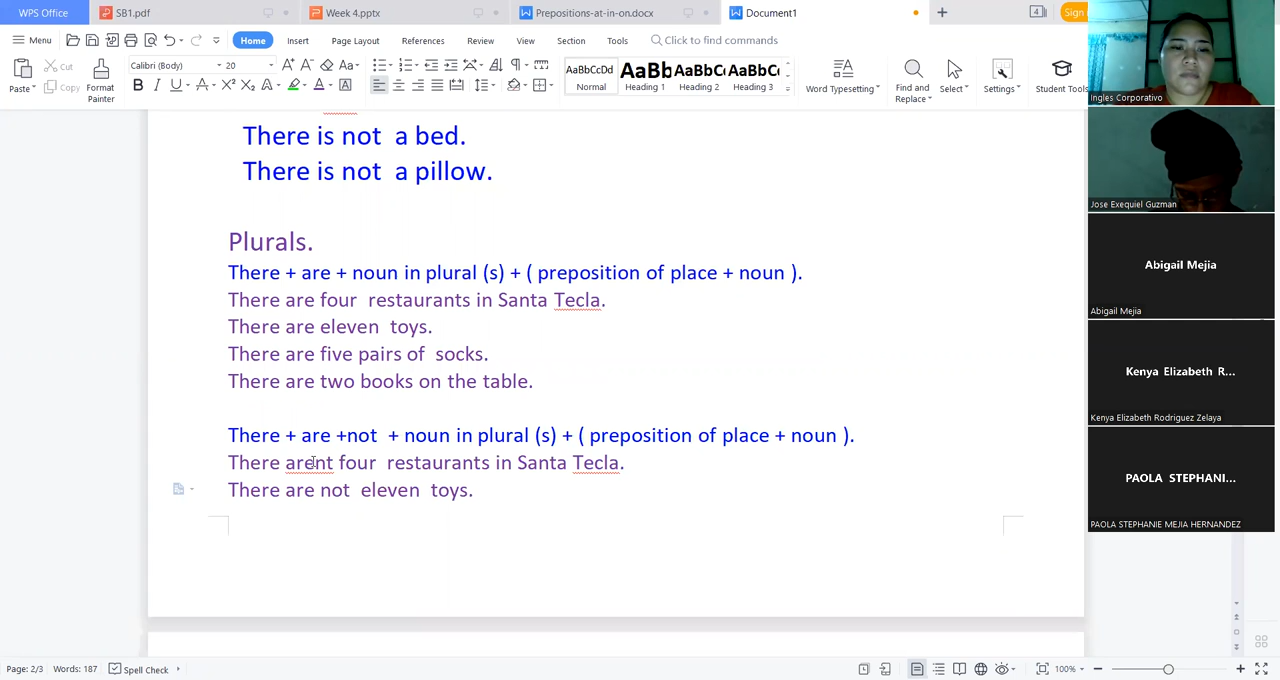 WPS Office
SB1.pdf
Week 4.pptx
Prepositions-at-in-on.docx
Document1
4
Sign
Menu
Home
Insert
Page Layout
References
Review
View
Section
Tools
Click to find commands
Paste
Cut
Copy
Format Painter
Calibri (Body)
20
AaBbCcDd
Normal
AaBb
Heading 1
AaBbC
Heading 2
AaBbC
Heading 3
Word Typesetting
Find and Replace
Select
Settings
Student Tools
Ingles Corporativo
There is not a bed.
There is not a pillow.
Plurals.
There + are + noun in plural (s) + ( preposition of place + noun ).
There are four restaurants in Santa Tecla.
There are eleven toys.
There are five pairs of socks.
There are two books on the table.
There + are +not + noun in plural (s) + ( preposition of place + noun ).
There arent four restaurants in Santa Tecla.
There are not eleven toys.
Jose Exequiel Guzman
Abigail Mejia
Abigail Mejia
Kenya Elizabeth R...
Kenya Elizabeth Rodriguez Zelaya
PAOLA STEPHANI...
PAOLA STEPHANIE MEJIA HERNANDEZ
Page: 2/3
Words: 187
Spell Check
100%